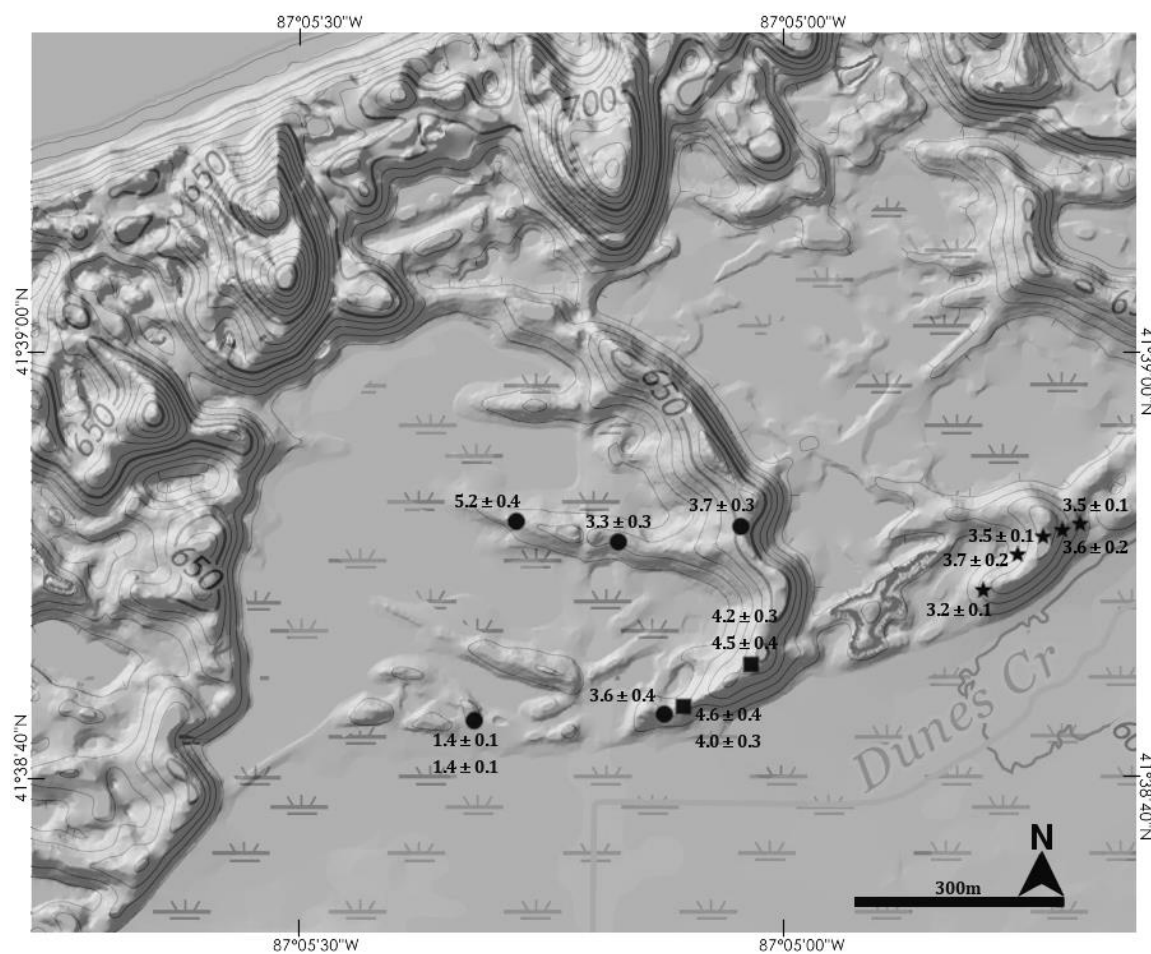 87°05'30"W
87°05'00"W
700
650
41°39'00"N
41°39'00"N
65
650
650
5.2 ± 0.4
3.3 ± 0.3
3.7 ± 0.3
3.5 ± 0.1
3.5 ± 0.1
3.6 ± 0.2
3.7 ± 0.2
650
3.2 ± 0.1
4.2 ± 0.3
4.5 ± 0.4
3.6 ± 0.4
4.6 ± 0.4
4.0 ± 0.3
1.4 ± 0.1
1.4 ± 0.1
Dunes Cr
60
41°38'40"N
41°38'40"N
N
300m
87°05'30"W
87°05'00"W